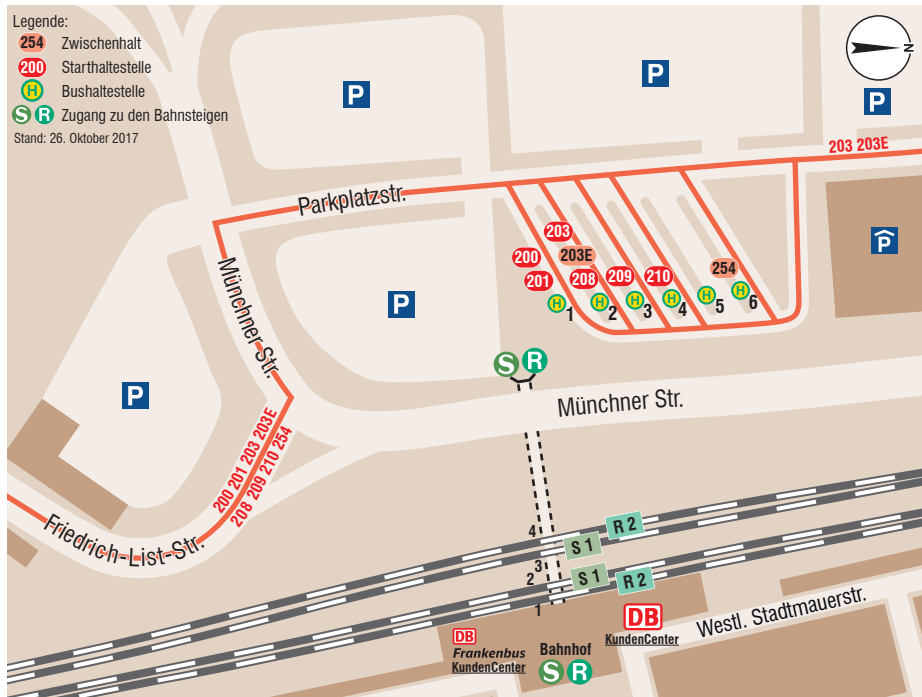 Legende:
254 Zwischenhalt
200 Starthaltestelle
H Bushaltestelle
S R Zugang zu den Bahnsteigen
Stand: 26. Oktober 2017
N
P
P
P
203 203E
Parkplatzstr.
P
203
200
203E
201
208
209
210
254
H 1
H 2
H 3
H 4
H 5
H 6
Münchner Str.
P
P
S R
Münchner Str.
200 201 203 203E
208 209 210 254
Friedrich-List-Str.
4
R 2
S 1
3
2
S 1
R 2
1
DB
KundenCenter
Westl. Stadtmauerstr.
DB
Frankenbus
KundenCenter
Bahnhof
S R